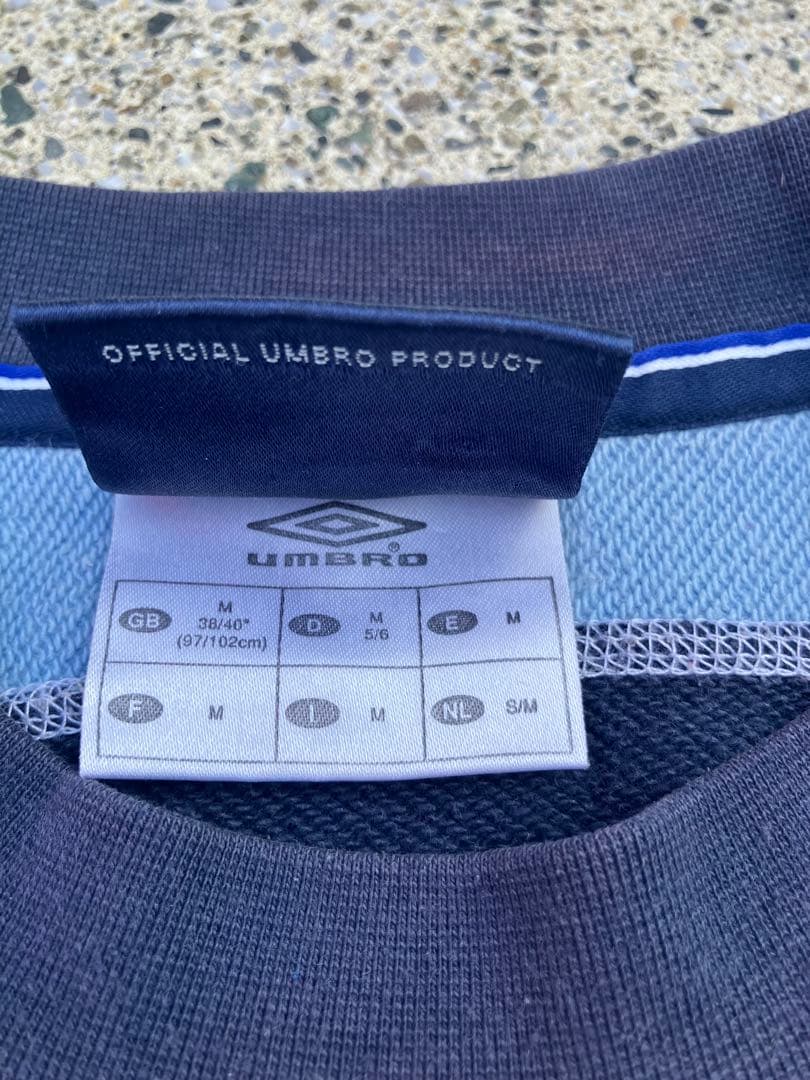 OFFICIAL UMBRO PRODUCT
UMBRO®
GB M 38/40"
(97/102cm)
D M
5/6
E M
F M
I M
NL S/M